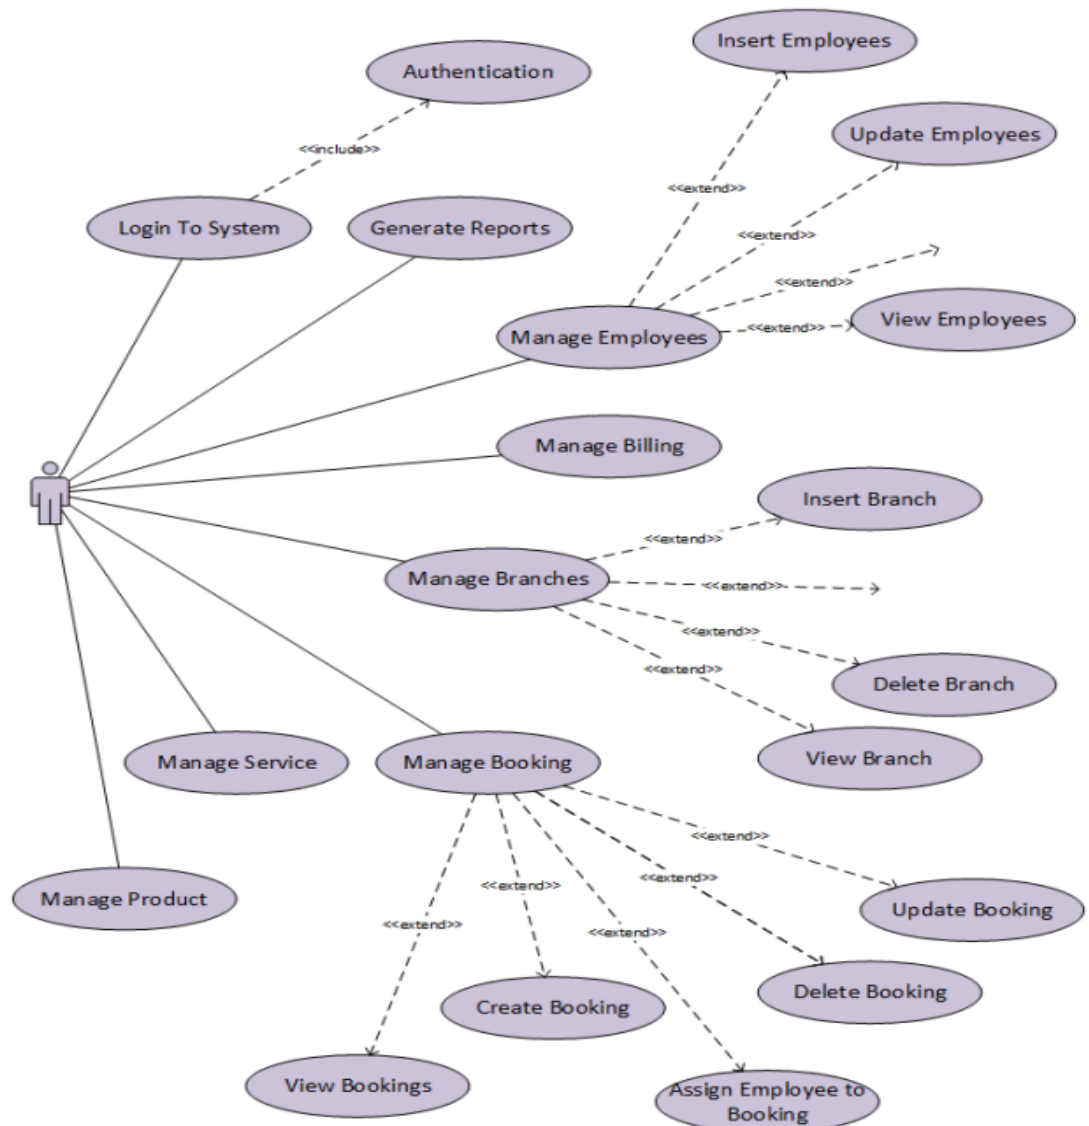 Insert Employees
Authentication
Update Employees
<<include>>
<<extend>>
Login To System
Generate Reports
<<extend>>
<<extend>>
View Employees
<<extend>>
Manage Employees
Manage Billing
Insert Branch
<<extend>>
Manage Branches
<<extend>>
<<extend>>
<<extend>>
Delete Branch
View Branch
Manage Service
Manage Booking
<<extend>>
<<extend>>
<<extend>>
Manage Product
Update Booking
<<extend>>
<<extend>>
Delete Booking
Create Booking
View Bookings
Assign Employee to
Booking